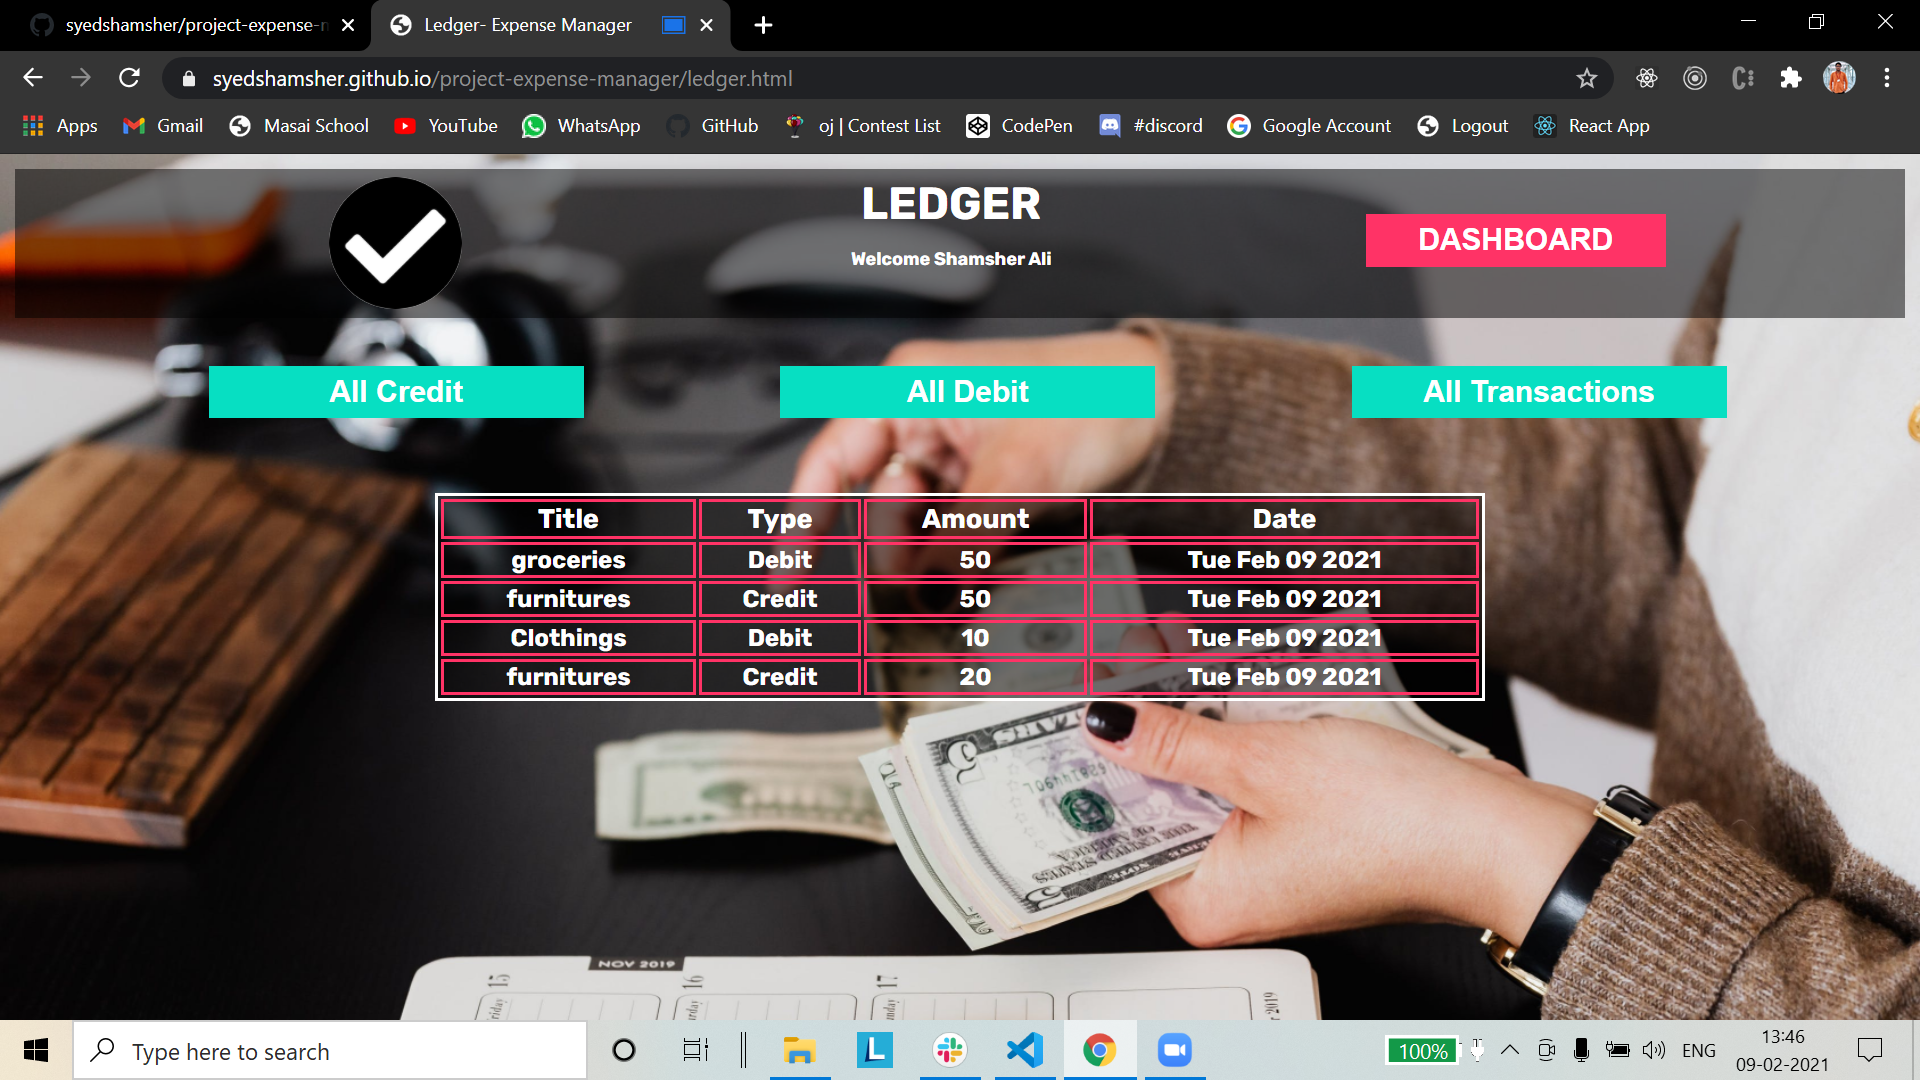 syedshamsher/project-expense-m
Ledger- Expense Manager
syedshamsher.github.io/project-expense-manager/ledger.html
Apps
Gmail
Masai School
YouTube
WhatsApp
GitHub
oj | Contest List
CodePen
#discord
Google Account
Logout
React App
LEDGER
Welcome Shamsher Ali
DASHBOARD
All Credit
All Debit
All Transactions
Title Type Amount Date
groceries Debit 50 Tue Feb 09 2021
furnitures Credit 50 Tue Feb 09 2021
Clothings Debit 10 Tue Feb 09 2021
furnitures Credit 20 Tue Feb 09 2021
NOV 2019
15
16
17
2019
Type here to search
100%
ENG
13:46
09-02-2021